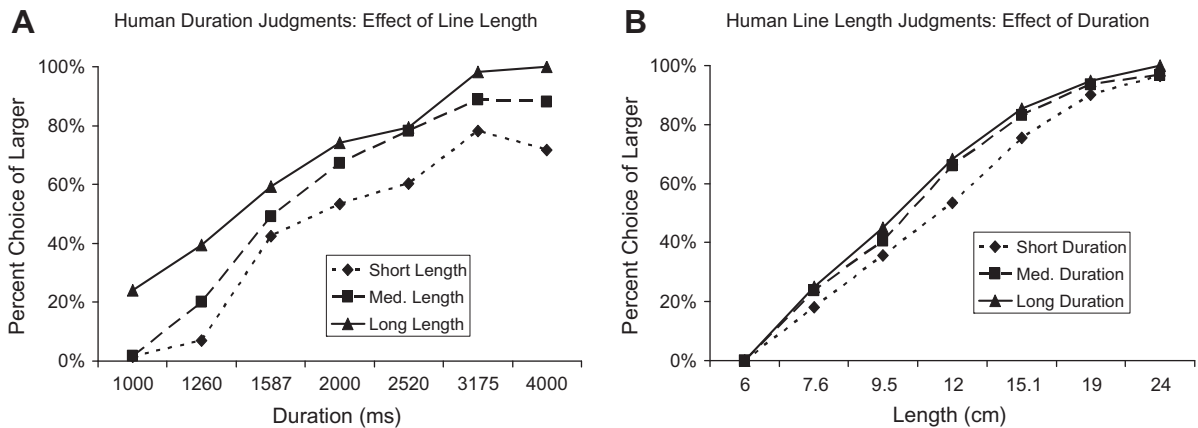 A
Human Duration Judgments: Effect of Line Length
Percent Choice of Larger
100%
80%
60%
40%
20%
0%
Short Length
Med. Length
Long Length
1000 1260 1587 2000 2520 3175 4000
Duration (ms)
B
Human Line Length Judgments: Effect of Duration
Percent Choice of Larger
100%
80%
60%
40%
20%
0%
Short Duration
Med. Duration
Long Duration
6 7.6 9.5 12 15.1 19 24
Length (cm)